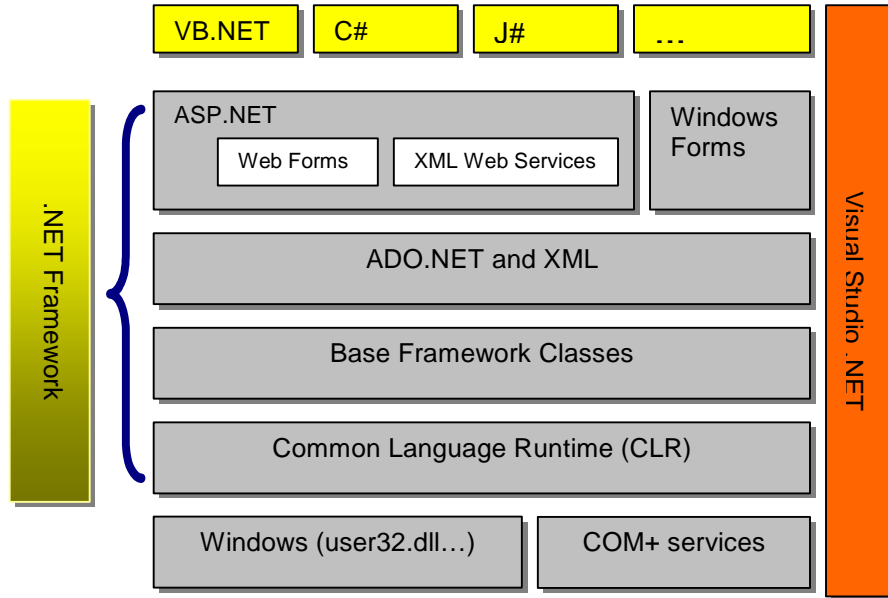 VB.NET
C#
J#
...
ASP.NET
Web Forms
XML Web Services
Windows
Forms
.NET Framework
ADO.NET and XML
Base Framework Classes
Common Language Runtime (CLR)
Windows (user32.dll…)
COM+ services
Visual Studio .NET